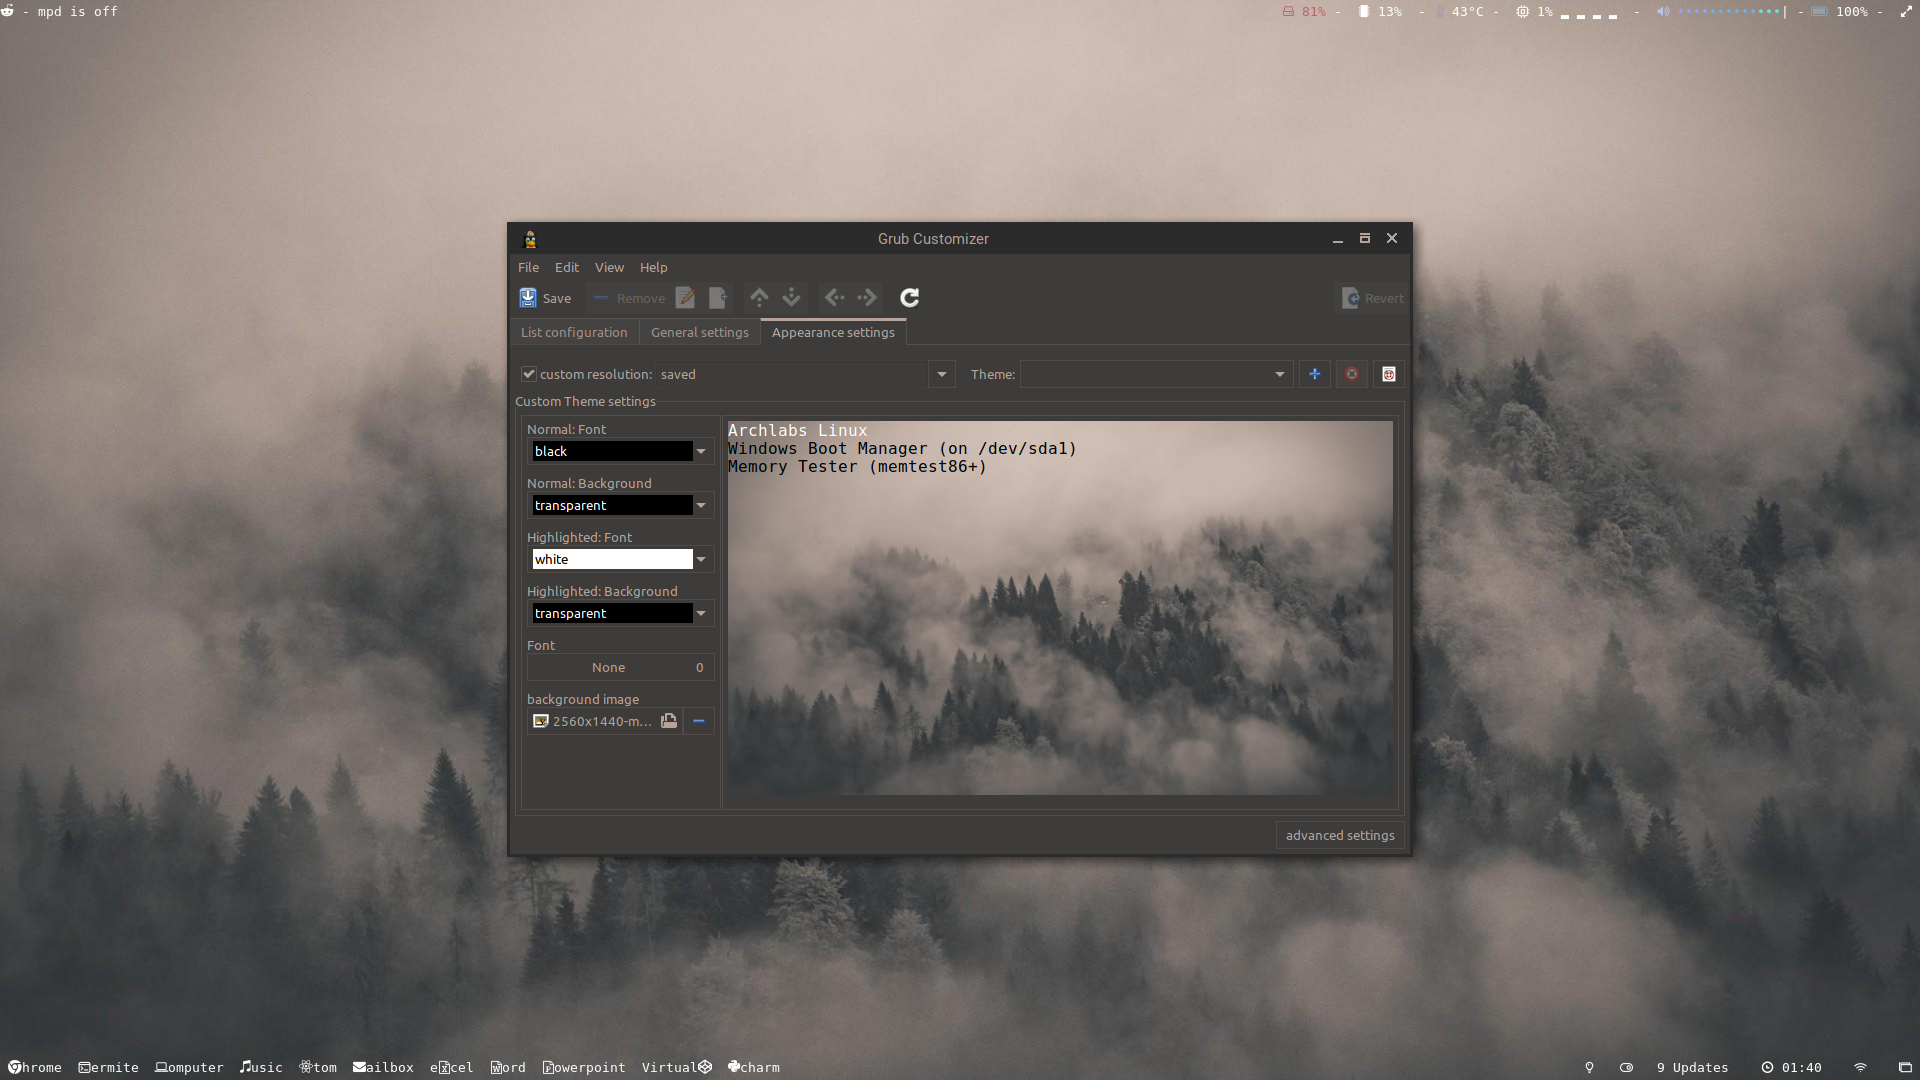 - mpd is off
81% - 13% - 43°C - 1% - | - 100% -
Grub Customizer
File Edit View Help
Save Remove Revert
List configuration General settings Appearance settings
custom resolution: saved Theme:
Custom Theme settings
Normal: Font
black
Normal: Background
transparent
Highlighted: Font
white
Highlighted: Background
transparent
Font
None 0
background image
2560x1440-m...
Archlabs Linux
Windows Boot Manager (on /dev/sda1)
Memory Tester (memtest86+)
advanced settings
hrome ermite omputer usic tom ailbox excel Word Powerpoint Virtual charm
9 Updates 01:40